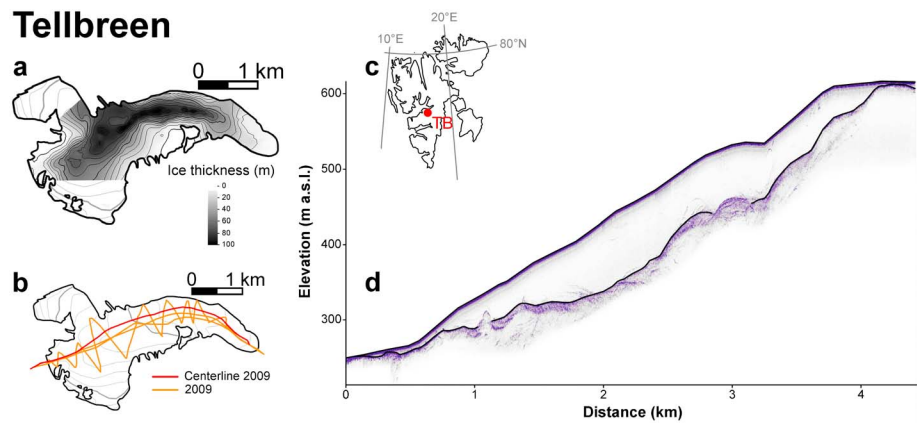 Tellbreen
a
0 1 km
Ice thickness (m)
0
20
40
60
80
100
b
0 1 km
Centerline 2009
2009
c
10°E
20°E
80°N
TB
d
Elevation (m a.s.l.)
600
500
400
300
0 1 2 3 4
Distance (km)